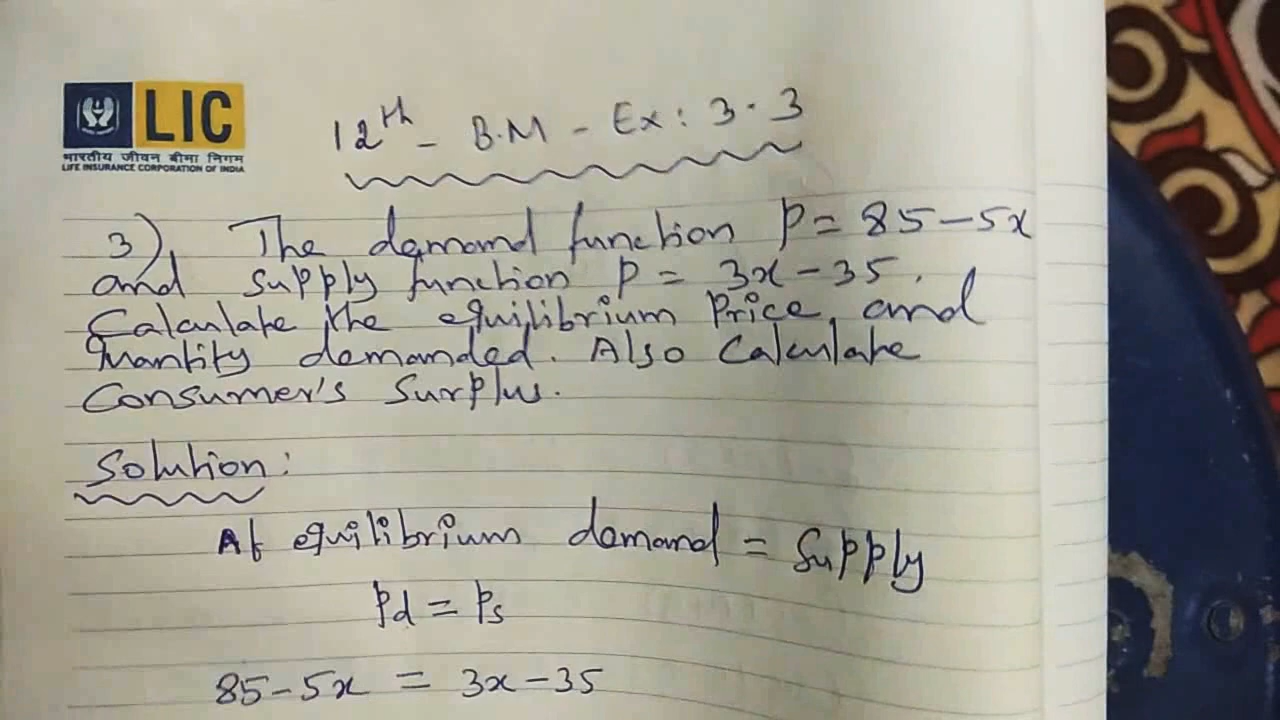 LIC
भारतीय जीवन बीमा निगम
LIFE INSURANCE CORPORATION OF INDIA
12th - B.M - Ex: 3.3
3). The demand function P = 85-5x
and supply function P = 3x-35.
Calculate the equilibrium Price and
Quantity demanded. Also Calculate
Consumer's Surplus.
Solution:
At equilibrium demand = Supply
Pd = Ps
85-5x = 3x-35